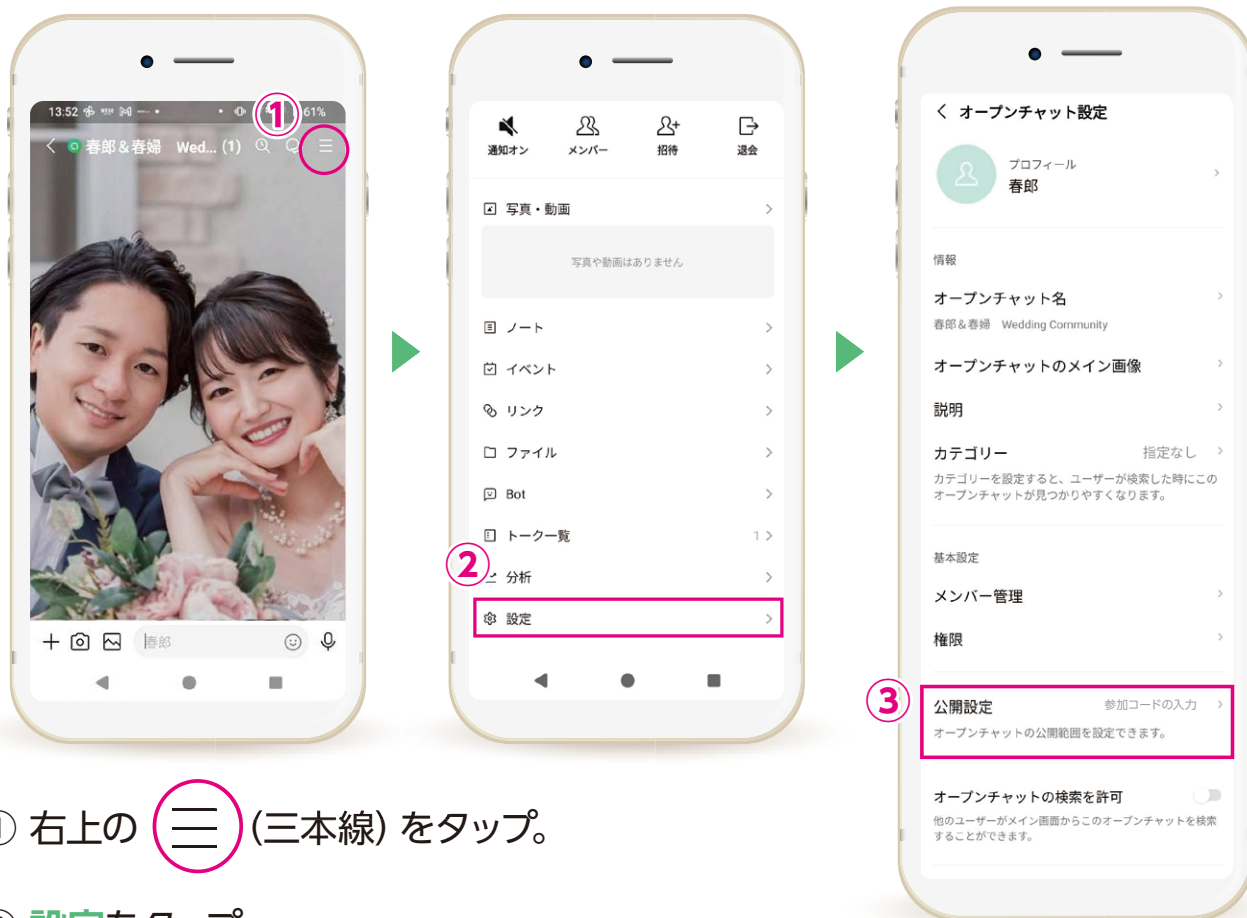 13:52
61%
①
春郎＆春婦 Wed... (1)
春郎
通知オン メンバー 招待 退会
写真・動画
写真や動画はありません
ノート
イベント
リンク
ファイル
Bot
トーク一覧 1
②
分析
設定
オープンチャット設定
プロフィール
春郎
情報
オープンチャット名
春郎＆春婦 Wedding Community
オープンチャットのメイン画像
説明
カテゴリー 指定なし
カテゴリーを設定すると、ユーザーが検索した時にこの
オープンチャットが見つかりやすくなります。
基本設定
メンバー管理
権限
③
公開設定 参加コードの入力
オープンチャットの公開範囲を設定できます。
オープンチャットの検索を許可
他のユーザーがメイン画面からこのオープンチャットを検索
することができます。
① 右上の (三本線) をタップ。
② 設定をタップ